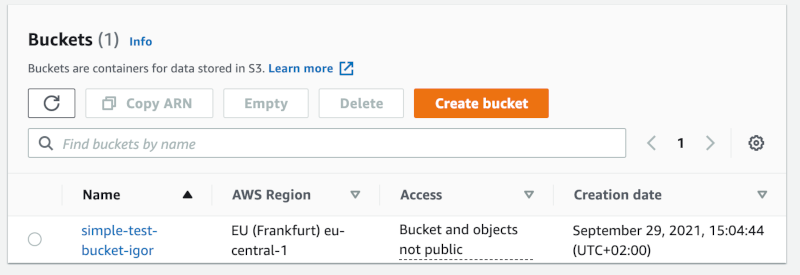 Buckets (1) Info
Buckets are containers for data stored in S3. Learn more
Copy ARN Empty Delete Create bucket
Find buckets by name 1
Name AWS Region Access Creation date
simple-test- EU (Frankfurt) eu- Bucket and objects September 29, 2021, 15:04:44
bucket-igor central-1 not public (UTC+02:00)